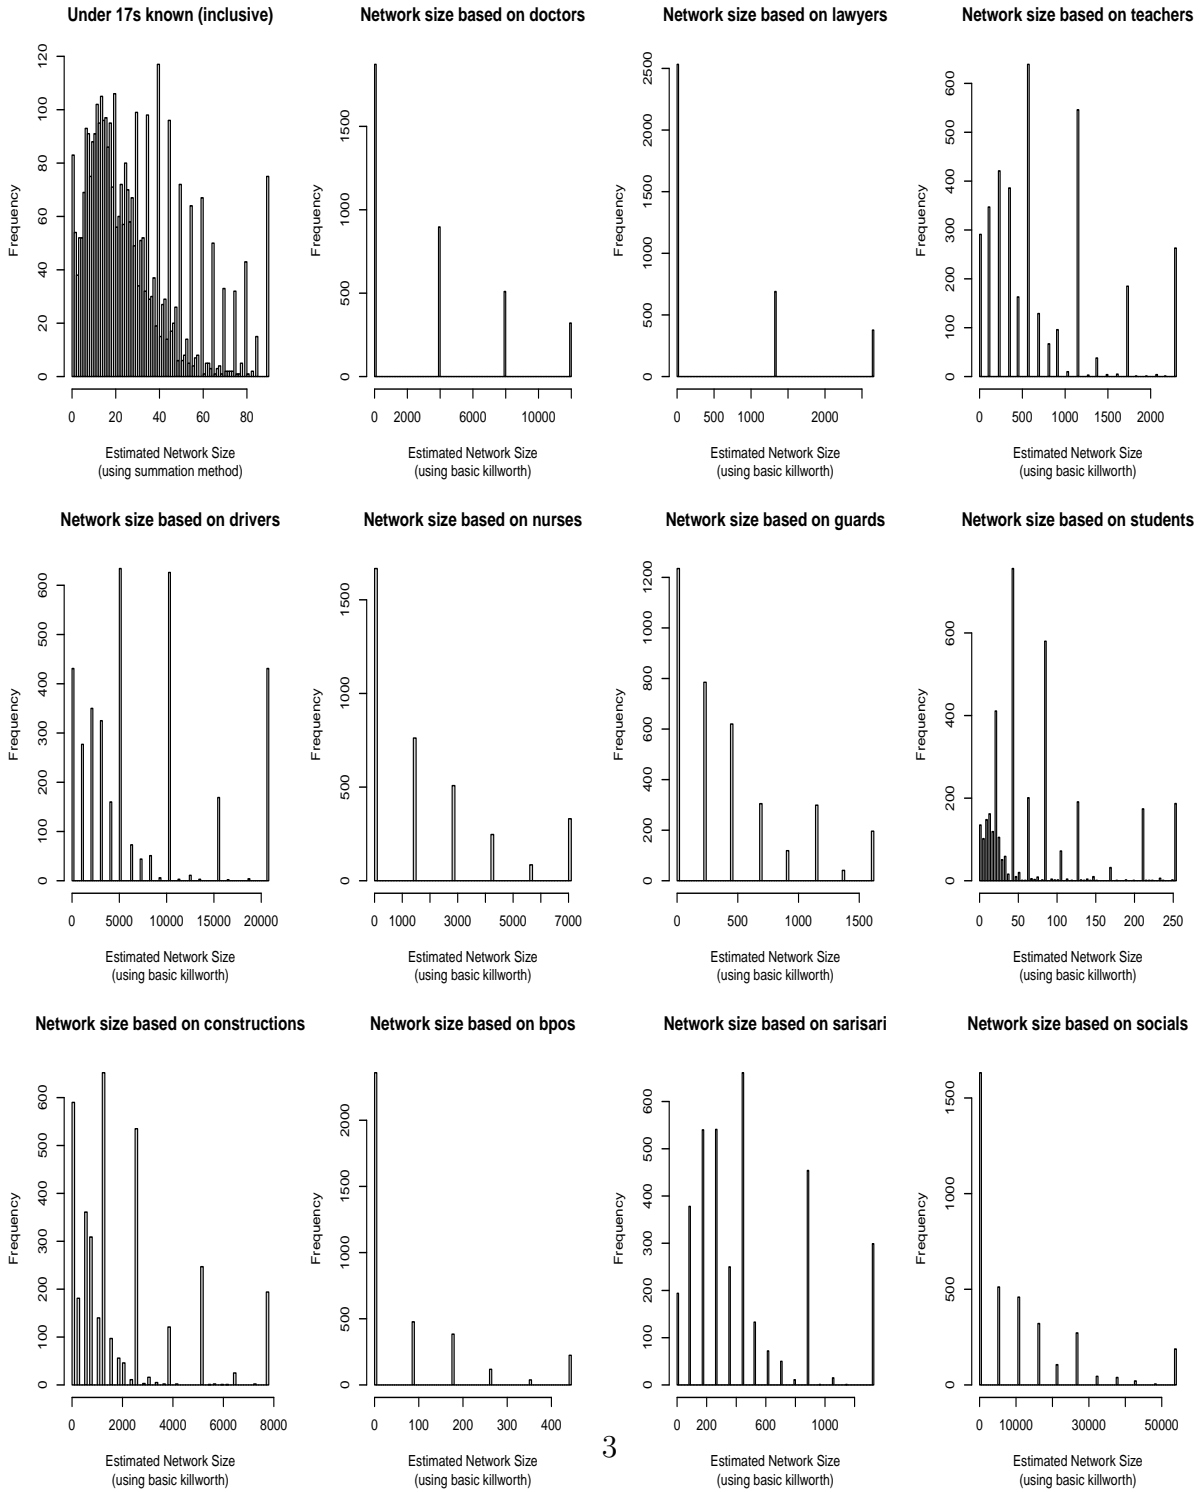 Under 17s known (inclusive)
Network size based on doctors
Network size based on lawyers
Network size based on teachers
Frequency
0 20 40 60 80 100 120
0 20 40 60 80
Estimated Network Size
(using summation method)
Frequency
0 500 1000 1500
0 2000 6000 10000
Estimated Network Size
(using basic killworth)
Frequency
0 500 1000 1500 2000 2500
0 500 1000 2000
Estimated Network Size
(using basic killworth)
Frequency
0 100 200 300 400 500 600
0 500 1000 1500 2000
Estimated Network Size
(using basic killworth)
Network size based on drivers
Network size based on nurses
Network size based on guards
Network size based on students
Frequency
0 100 200 300 400 500 600
0 5000 10000 15000 20000
Estimated Network Size
(using basic killworth)
Frequency
0 500 1000 1500
0 1000 3000 5000 7000
Estimated Network Size
(using basic killworth)
Frequency
0 200 400 600 800 1000 1200
0 500 1000 1500
Estimated Network Size
(using basic killworth)
Frequency
0 200 400 600
0 50 100 150 200 250
Estimated Network Size
(using basic killworth)
Network size based on constructions
Network size based on bpos
Network size based on sarisari
Network size based on socials
Frequency
0 100 200 300 400 500 600
0 2000 4000 6000 8000
Estimated Network Size
(using basic killworth)
Frequency
0 500 1000 1500 2000
0 100 200 300 400
Estimated Network Size
(using basic killworth)
Frequency
0 100 200 300 400 500 600
0 200 600 1000
Estimated Network Size
(using basic killworth)
Frequency
0 500 1000 1500
0 10000 30000 50000
Estimated Network Size
(using basic killworth)
3